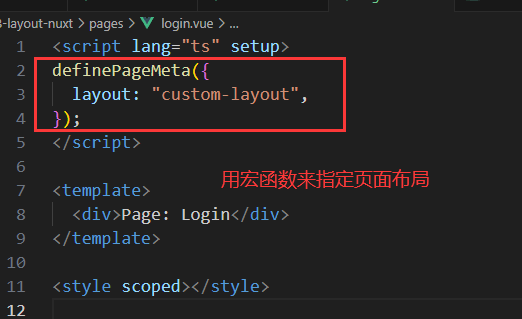 3-layout-nuxt > pages > login.vue > ...
1 <script lang="ts" setup>
2 definePageMeta({
3   layout: "custom-layout",
4 });
5 </script>
6
7 <template>
用宏函数来指定页面布局
8   <div>Page: Login</div>
9 </template>
10
11 <style scoped></style>
12